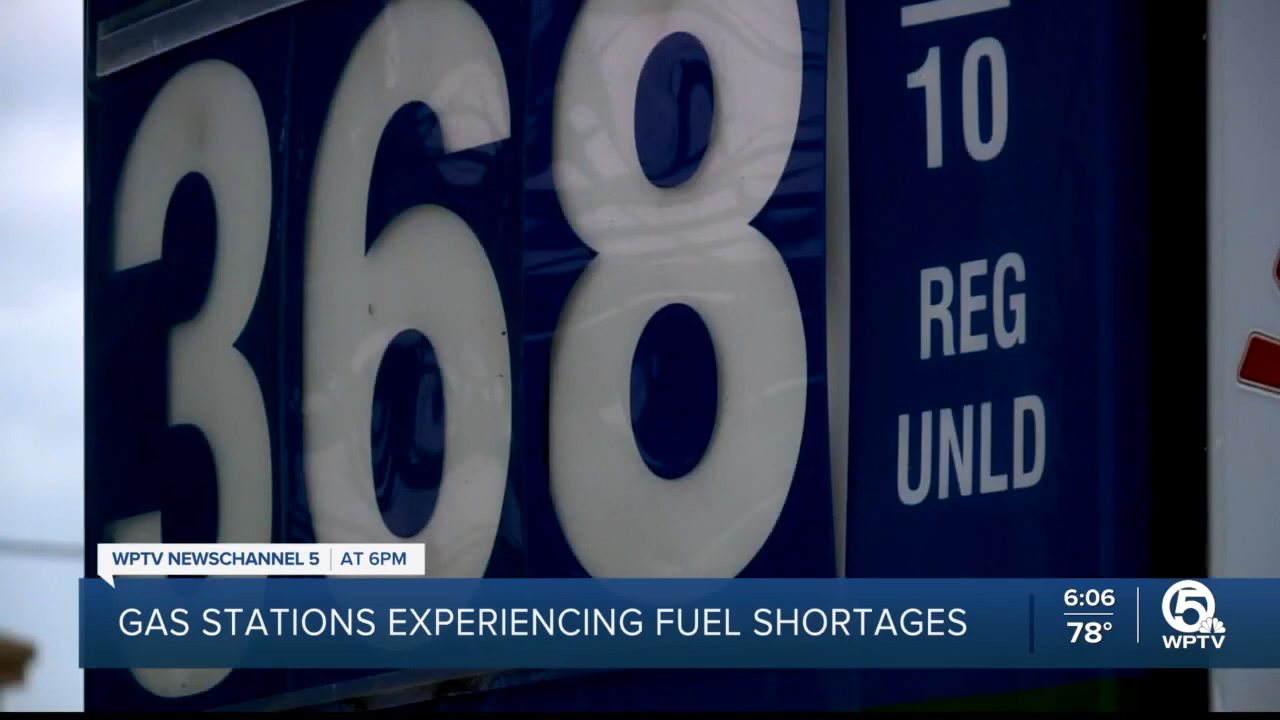 368
10
REG
UNLD
WPTV NEWSCHANNEL 5 | AT 6PM
GAS STATIONS EXPERIENCING FUEL SHORTAGES
6:06
78°
5
WPTV